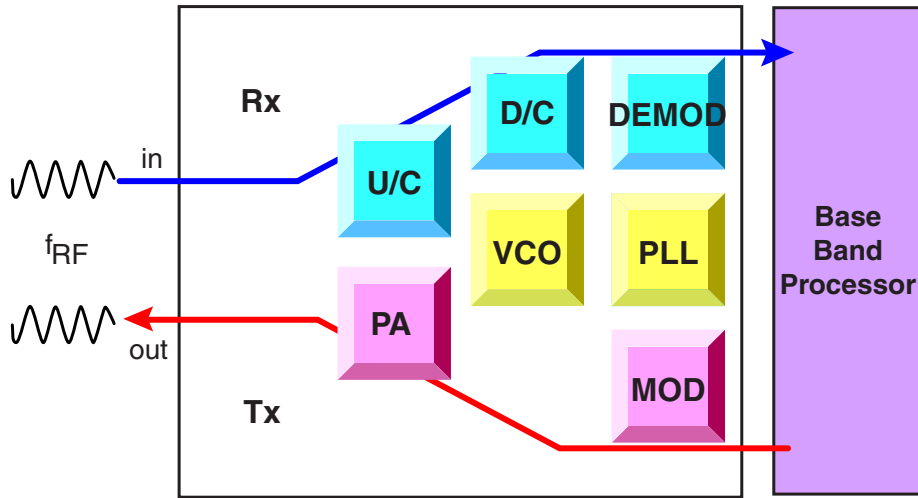 Rx
D/C
DEMOD
in
U/C
Base
Band
Processor
VCO
PLL
fRF
PA
out
MOD
Tx